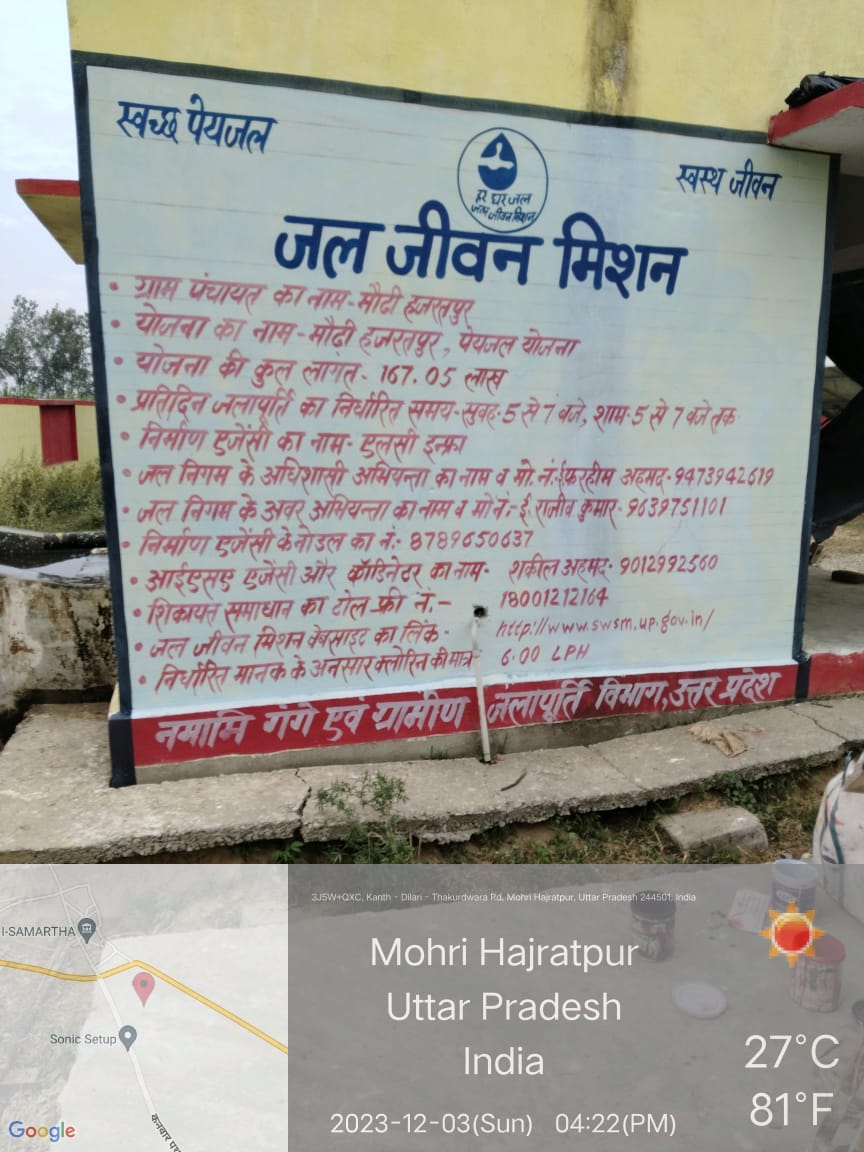 स्वच्छ पेयजल
स्वस्थ जीवन
हर घर जल
जल जीवन मिशन
जल जीवन मिशन
• ग्राम पंचायत का नाम-मौढी हजरतपुर
• योजना का नाम-मौढी हजरतपुर, पेयजल योजना
• योजना की कुल लागत- 167.05 लाख
• प्रतिदिन जलापूर्ति का निर्धारित समय-सुबह-5 से 7 बजे, शाम-5 से 7 बजे तक
• निर्माण एजेंसी का नाम- एलसी इन्फ्रा
• जल निगम के अधिशासी अभियन्ता का नाम व मो.नं.- अहमद-9473942619
• जल निगम के अवर अभियन्ता का नाम व मो.नं.-ई. राजीव कुमार-9639751101
• निर्माण एजेंसी के नोडल का नं.- 8789650637
• आईएसए एजेंसी और कॉडिनेटर का नाम- शकील अहमद- 9012992560
• शिकायत समाधान का टोल फ्री नं.- 18001212164
• जल जीवन मिशन वेबसाइट का लिंक- http://www.swsm.up.gov.in/
• निर्धारित मानक के अनुसार क्लोरिन की मात्र 6.00 LPH
नमामि गंगे एवं ग्रामीण जलापूर्ति विभाग, उत्तर प्रदेश
3J5W+QXC, Kanth - Dilari - Thakurdwara Rd, Mohri Hajratpur, Uttar Pradesh 244501, India
I-SAMARTHA
Sonic Setup
Google
Mohri Hajratpur
Uttar Pradesh
India
2023-12-03(Sun) 04:22(PM)
27°C
81°F